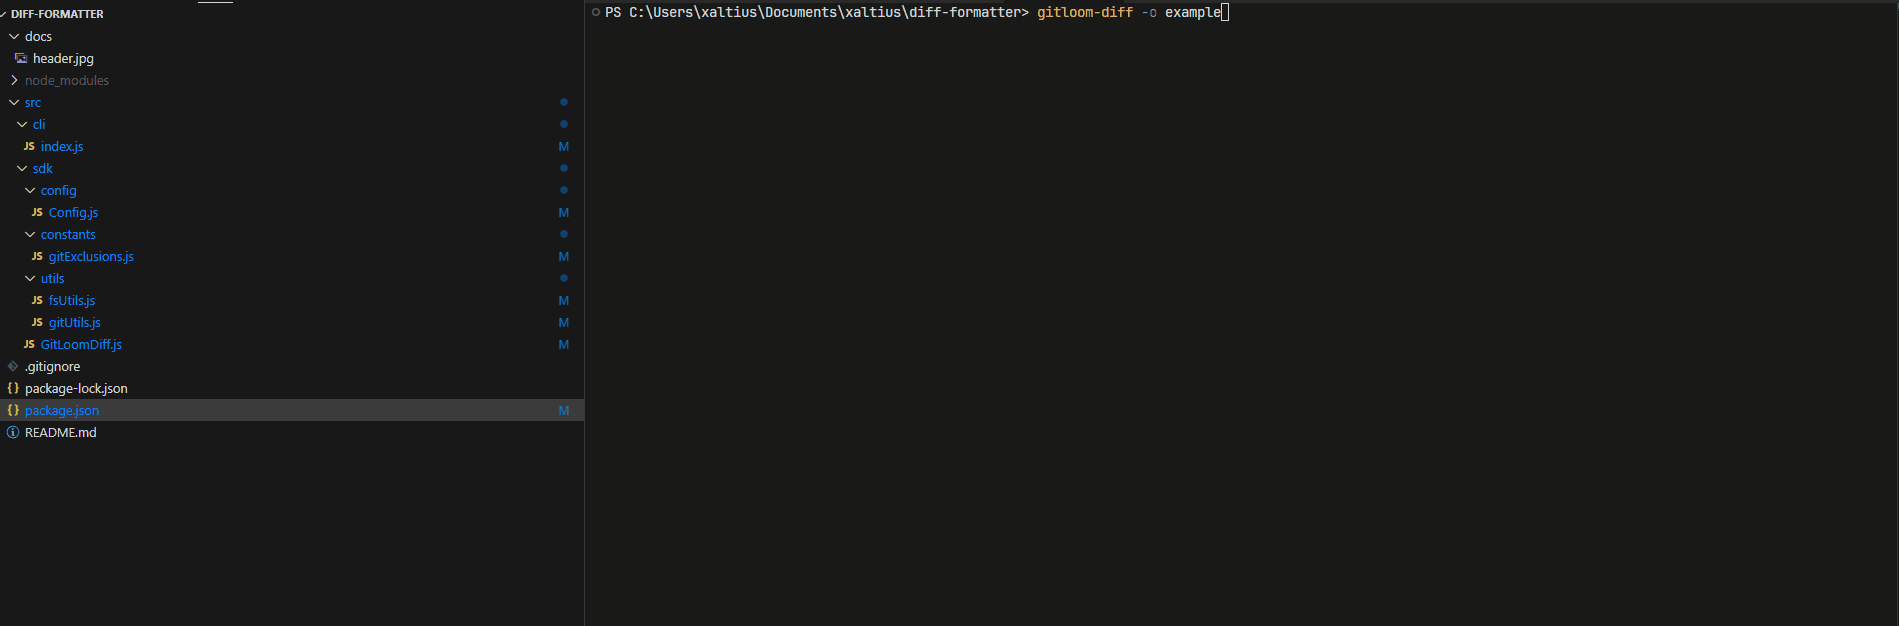 DIFF-FORMATTER
docs
header.jpg
node_modules
src
cli
JS index.js M
sdk
config
JS Config.js M
constants
JS gitExclusions.js M
utils
JS fsUtils.js M
JS gitUtils.js M
JS GitLoomDiff.js M
.gitignore
{} package-lock.json
{} package.json M
README.md
PS C:\Users\xaltius\Documents\xaltius\diff-formatter> gitloom-diff -o example